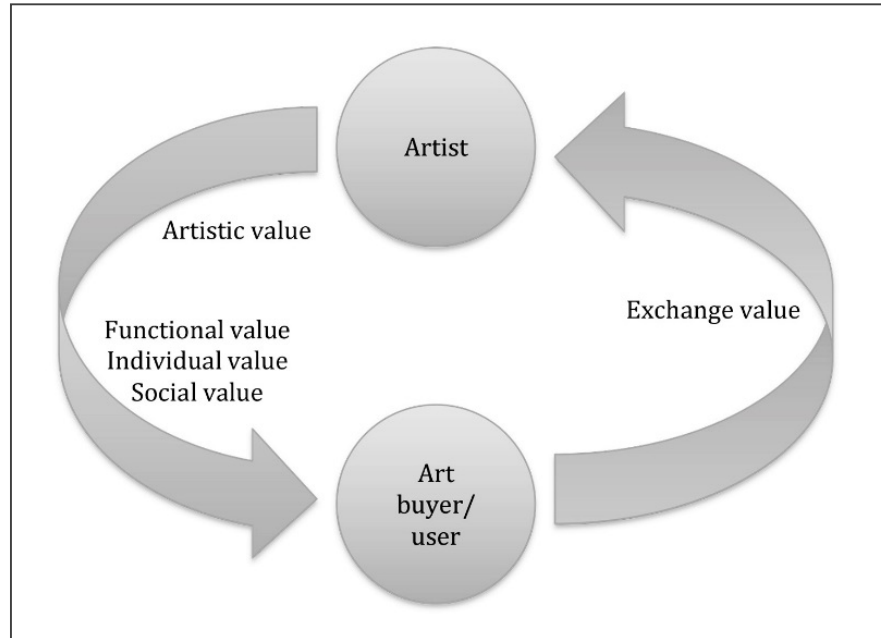 Artist
Artistic value
Exchange value
Functional value
Individual value
Social value
Art
buyer/
user